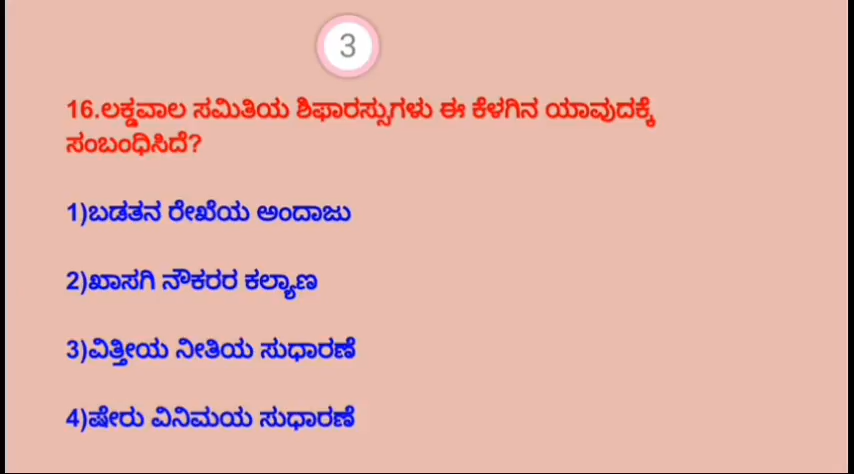 3
16.ಲಕ್ಡವಾಲ ಸಮಿತಿಯ ಶಿಫಾರಸ್ಸುಗಳು ಈ ಕೆಳಗಿನ ಯಾವುದಕ್ಕೆ
ಸಂಬಂಧಿಸಿದೆ?
1)ಬಡತನ ರೇಖೆಯ ಅಂದಾಜು
2)ಖಾಸಗಿ ನೌಕರರ ಕಲ್ಯಾಣ
3)ವಿತ್ತೀಯ ನೀತಿಯ ಸುಧಾರಣೆ
4)ಷೇರು ವಿನಿಮಯ ಸುಧಾರಣೆ